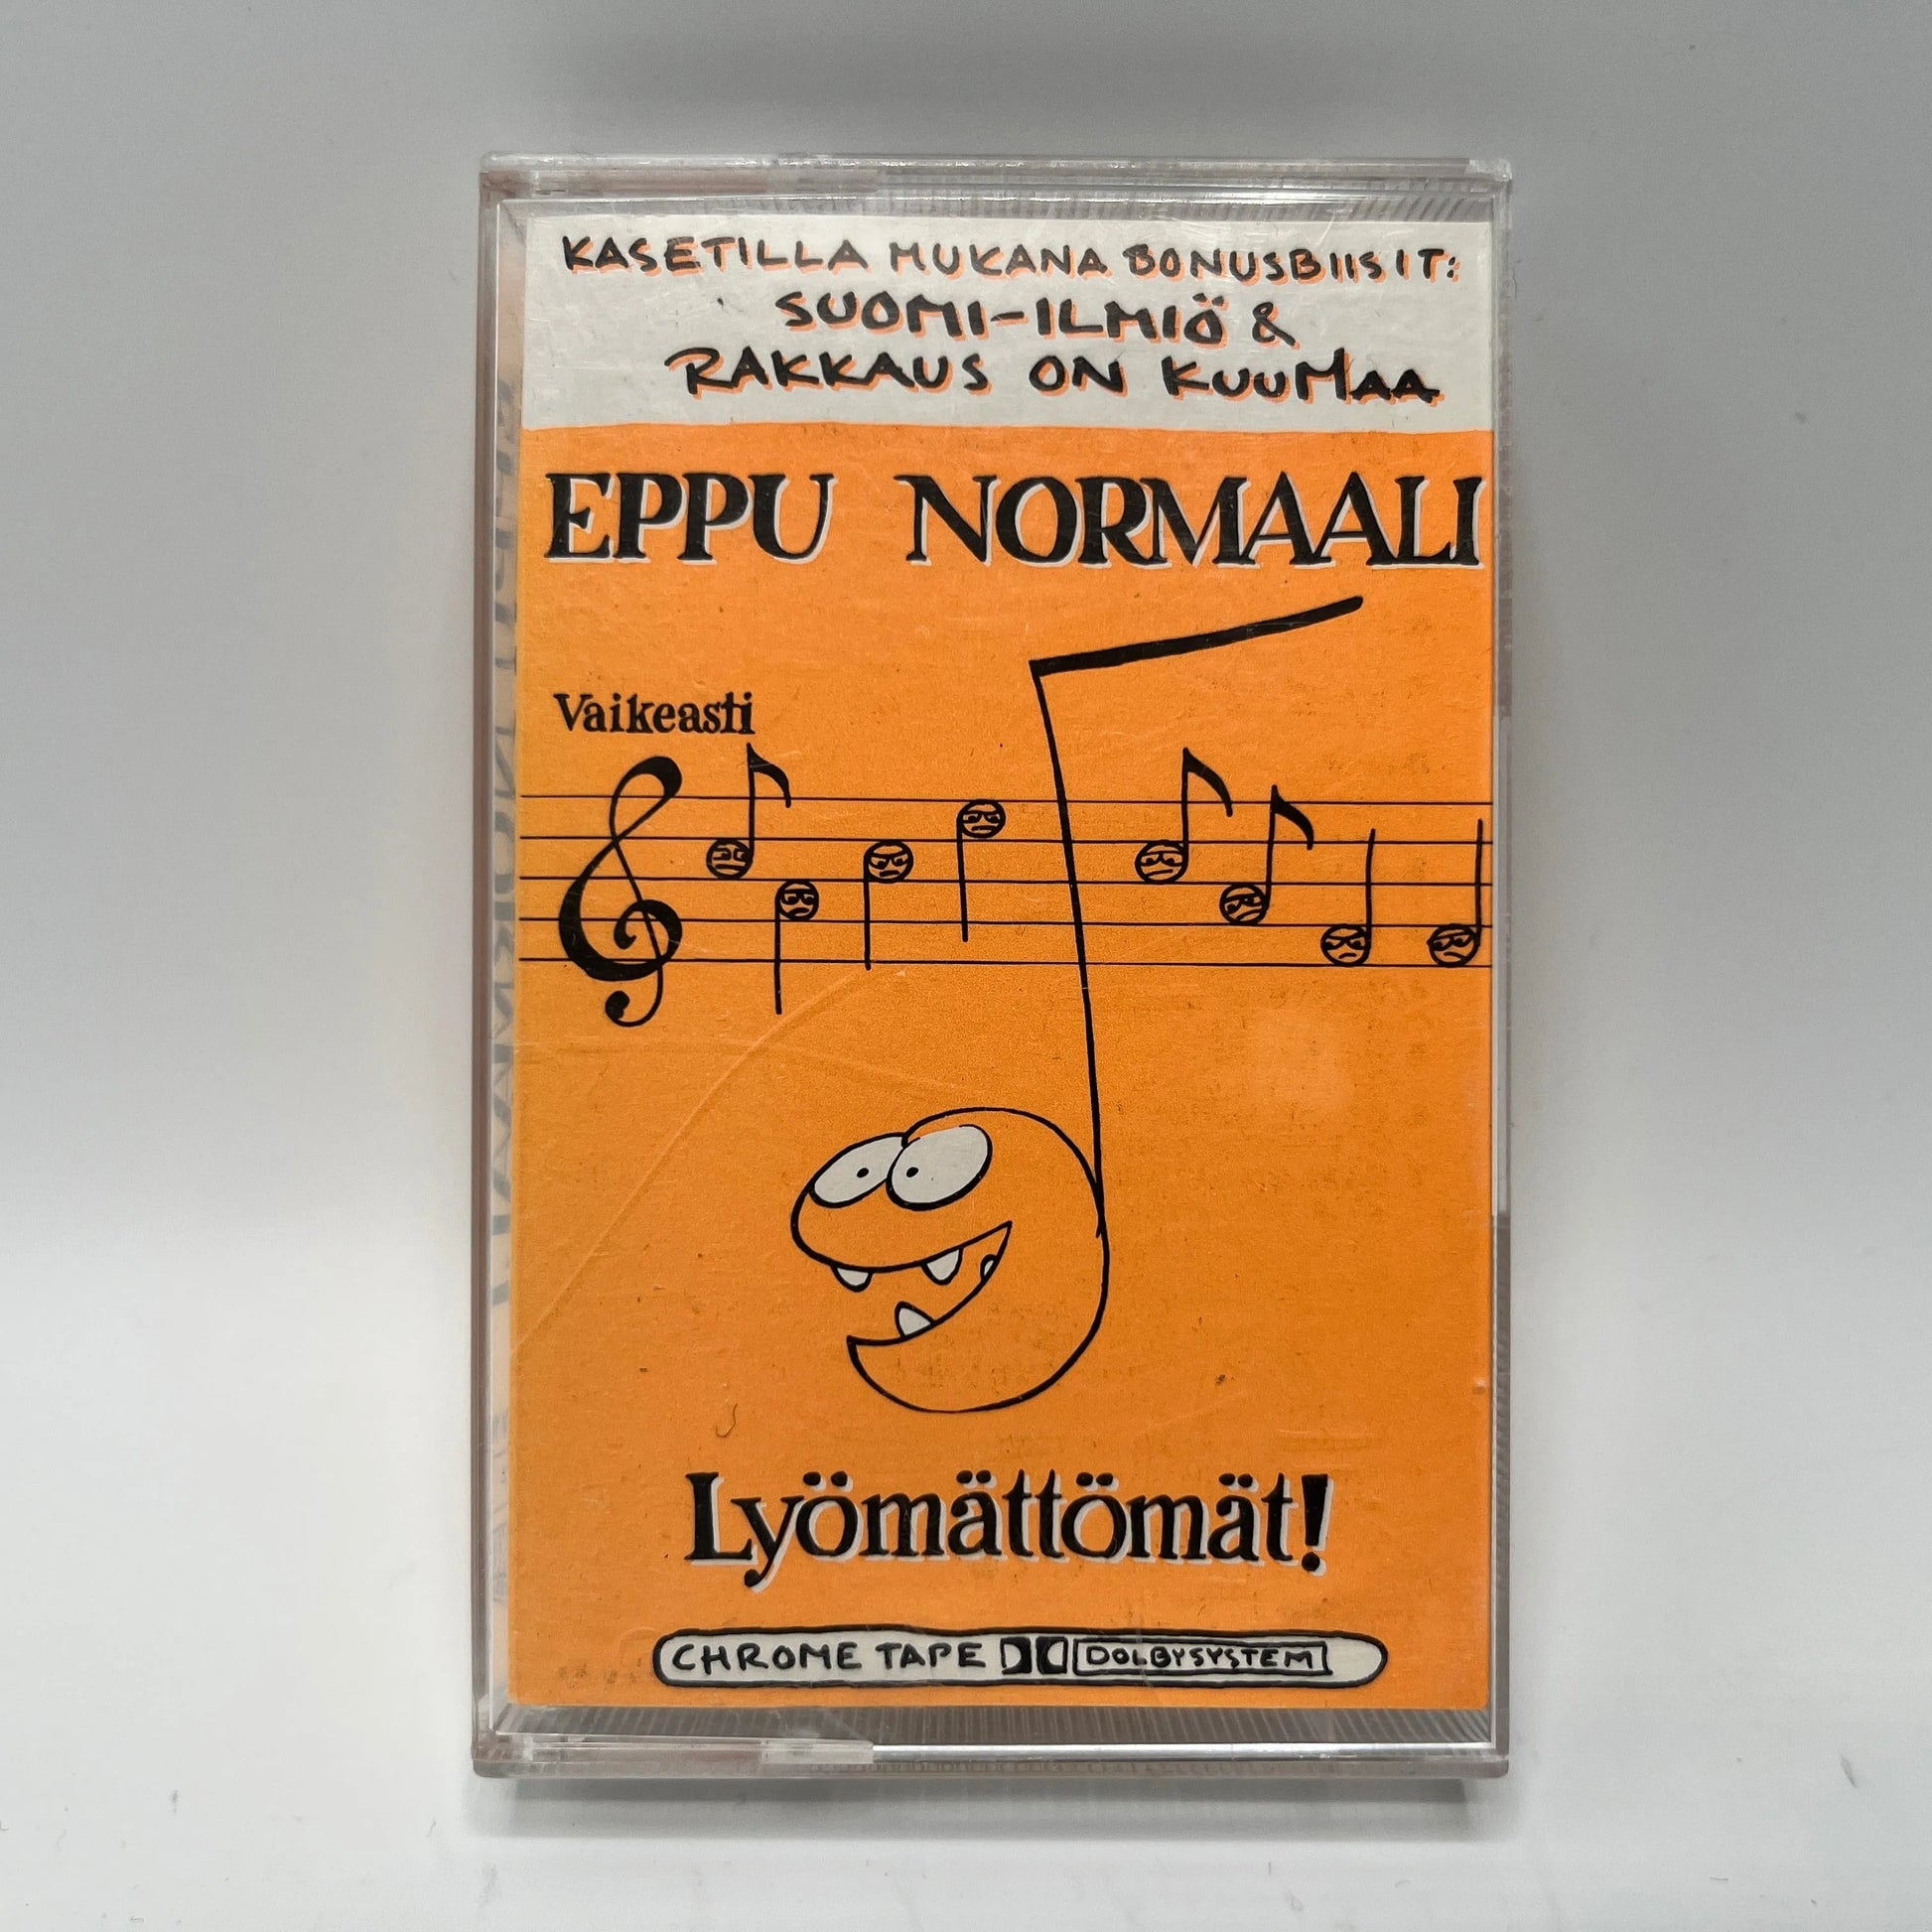 KASETILLA MUKANA BONUSBIISIT:
SUOMI-ILMIÖ &
RAKKAUS ON KUUMAA
EPPU NORMAALI
Vaikeasti
Lyömättömät!
CHROME TAPE DOLBYSYSTEM